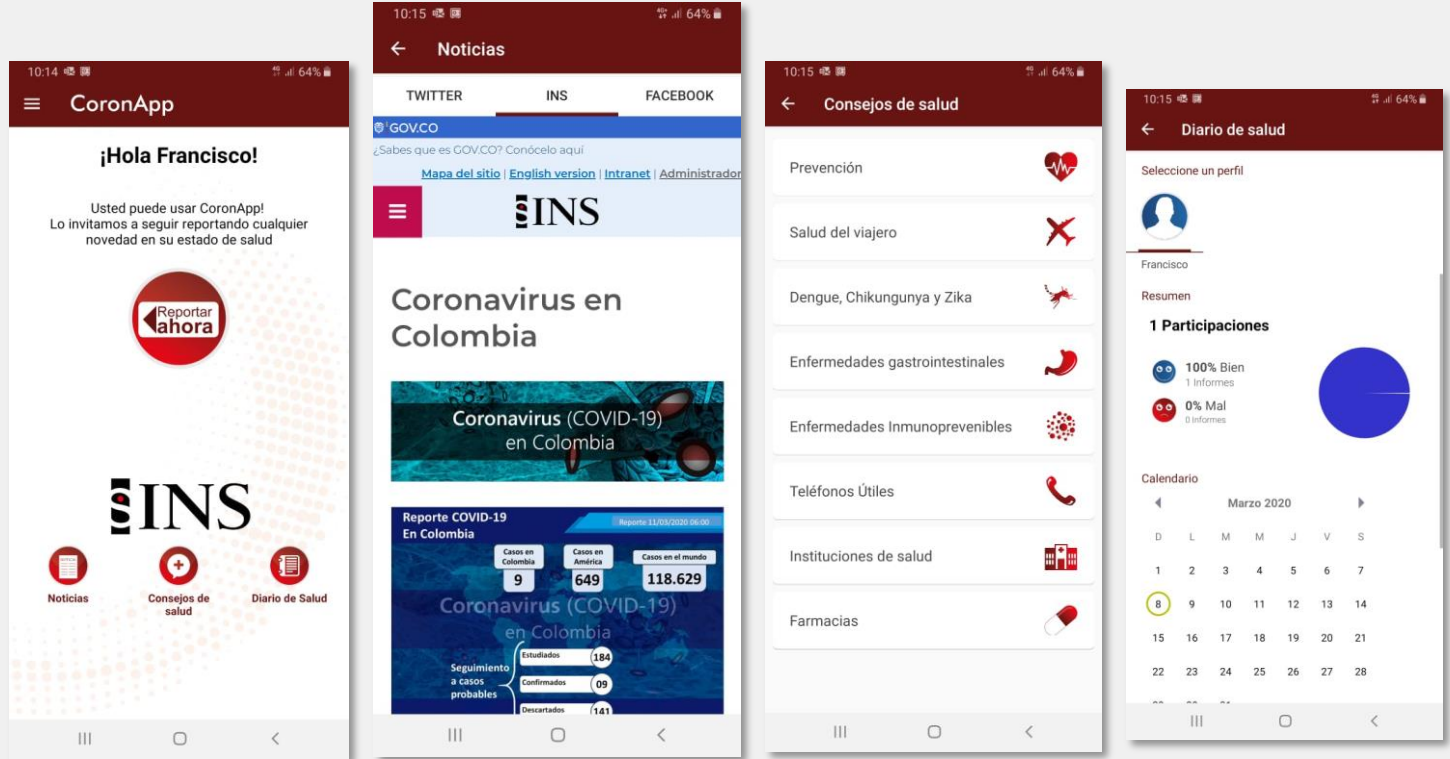 10:14
64%
CoronApp
¡Hola Francisco!
Usted puede usar CoronApp!
Lo invitamos a seguir reportando cualquier
novedad en su estado de salud
Reportar
ahora
INS
Noticias
Consejos de
salud
Diario de Salud
10:15
64%
Noticias
TWITTER
INS
FACEBOOK
GOV.CO
¿Sabes que es GOV.CO? Conócelo aquí
Mapa del sitio | English version | Intranet | Administrador
INS
Coronavirus en
Colombia
Coronavirus (COVID-19)
en Colombia
Reporte COVID-19
En Colombia
Reporte 11/03/2020 06:00
Casos en
Colombia
9
Casos en
América
649
Casos en el mundo
118.629
Coronavirus (COVID-19)
en Colombia
Seguimiento
a casos
probables
Estudiados
184
Confirmados
09
Descartados
141
10:15
64%
Consejos de salud
Prevención
Salud del viajero
Dengue, Chikungunya y Zika
Enfermedades gastrointestinales
Enfermedades Inmunoprevenibles
Teléfonos Útiles
Instituciones de salud
Farmacias
10:15
64%
Diario de salud
Seleccione un perfil
Francisco
Resumen
1 Participaciones
100% Bien
1 Informes
0% Mal
0 Informes
Calendario
Marzo 2020
D L M M J V S
1 2 3 4 5 6 7
8 9 10 11 12 13 14
15 16 17 18 19 20 21
22 23 24 25 26 27 28